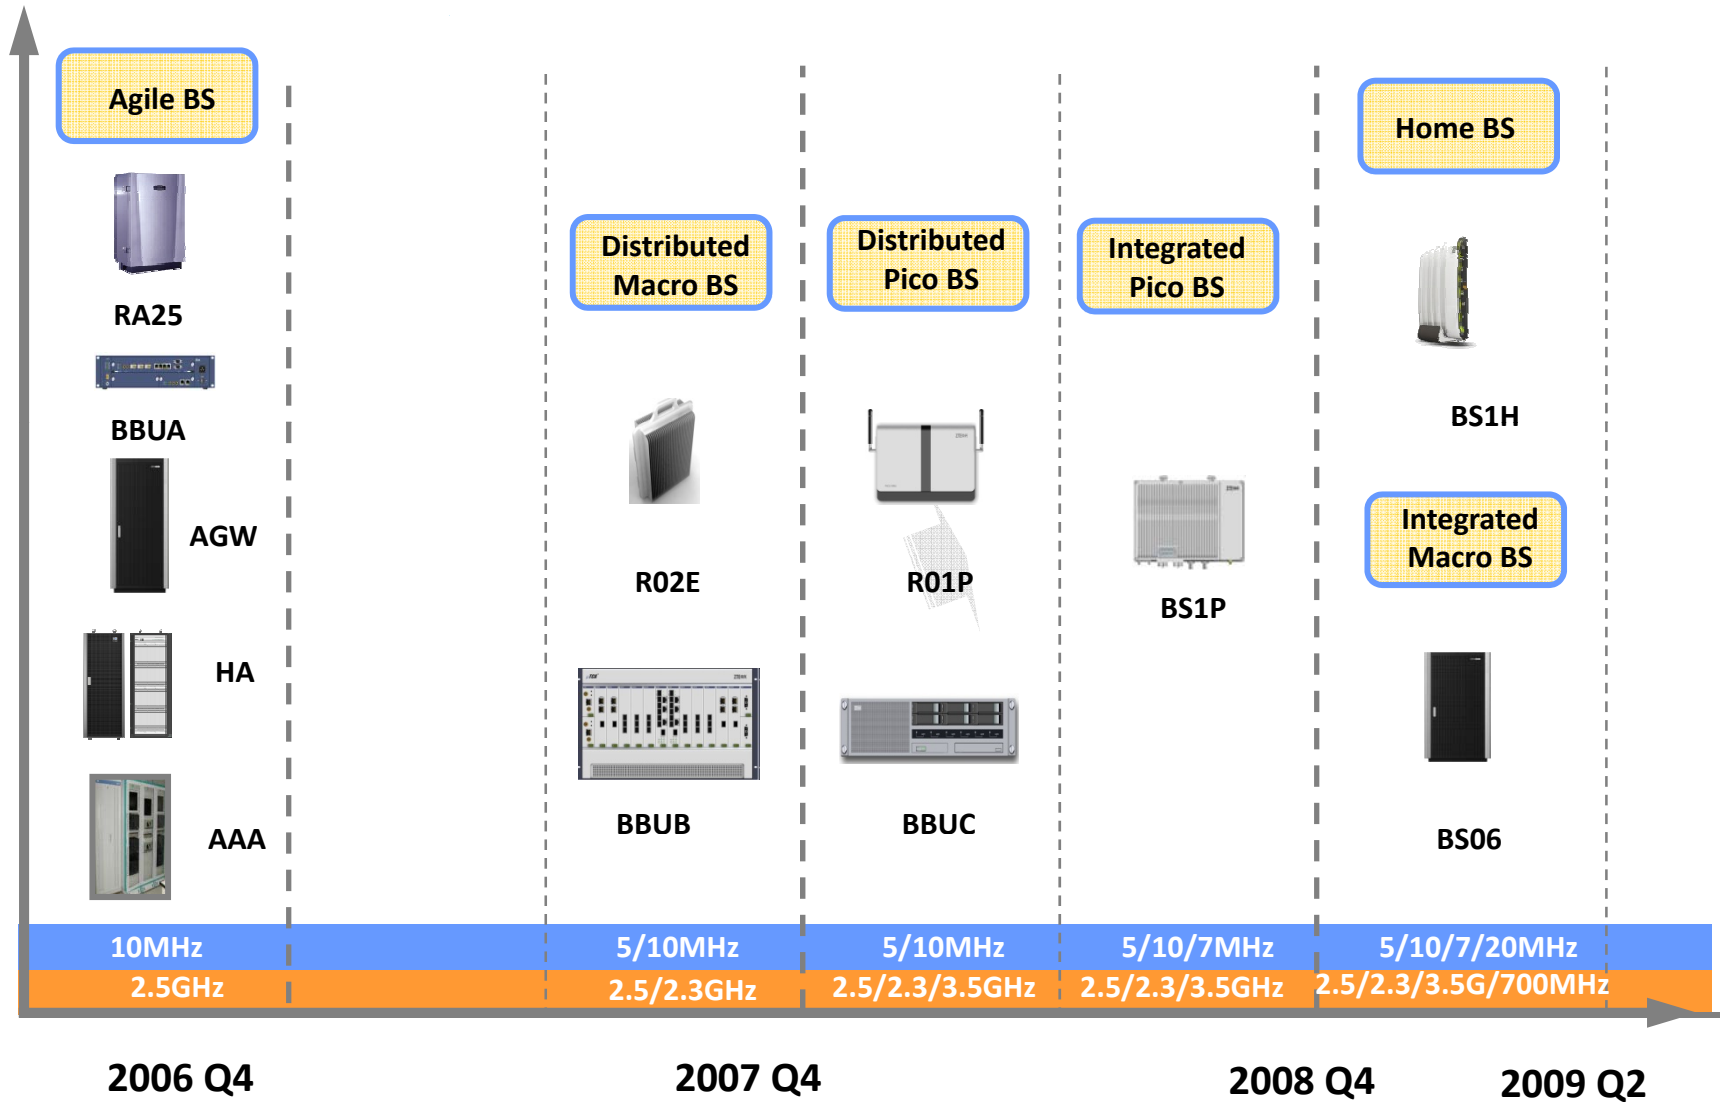 Agile BS
RA25
BBUA
AGW
HA
AAA
Distributed
Macro BS
R02E
BBUB
Distributed
Pico BS
R01P
BBUC
Integrated
Pico BS
BS1P
Home BS
BS1H
Integrated
Macro BS
BS06
10MHz
5/10MHz
5/10MHz
5/10/7MHz
5/10/7/20MHz
2.5GHz
2.5/2.3GHz
2.5/2.3/3.5GHz
2.5/2.3/3.5GHz
2.5/2.3/3.5G/700MHz
2006 Q4
2007 Q4
2008 Q4
2009 Q2